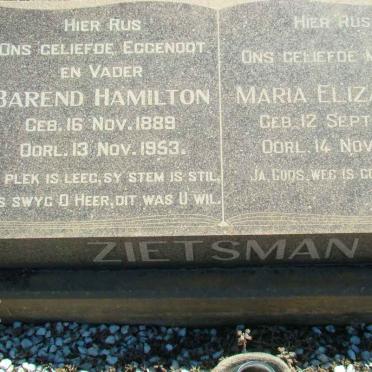 Hier Rus
Ons geliefde Eggenoot
en Vader
Barend Hamilton
Geb. 16 Nov. 1889
Oorl. 13 Nov. 1953.
plek is leeg, sy stem is stil,
swyg O Heer, dit was U wil.
Hier Rus
Ons geliefde
Maria
Geb. 12 Sept
Oorl. 14 Nov
Ja, Gods, weg is
Zietsman